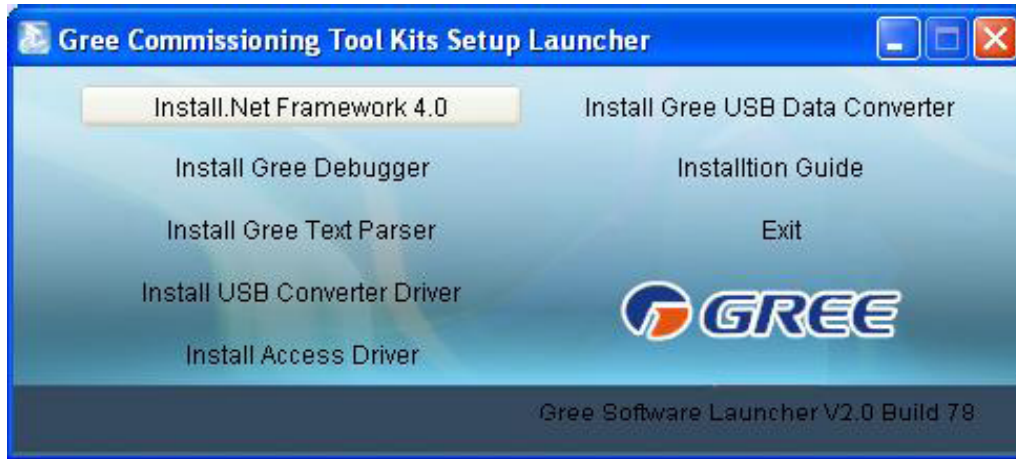 Gree Commissioning Tool Kits Setup Launcher
Install.Net Framework 4.0
Install Gree Debugger
Install Gree Text Parser
Install USB Converter Driver
Install Access Driver
Install Gree USB Data Converter
Installtion Guide
Exit
GREE
Gree Software Launcher V2.0 Build 78